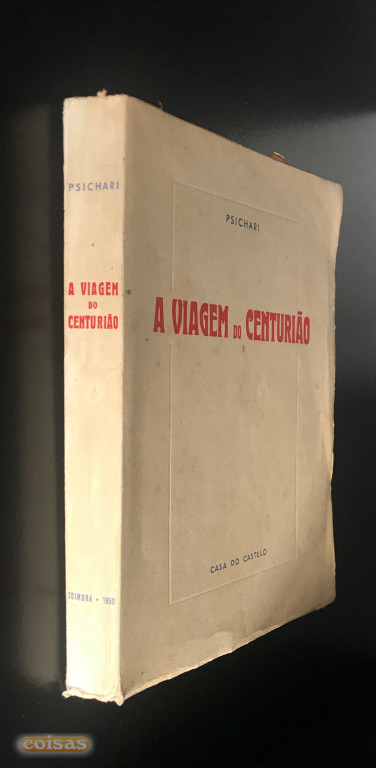 PSICHARI
A VIAGEM
DO
CENTURIÃO
COIMBRA - 1950
PSICHARI
A VIAGEM DO CENTURIÃO
CASA DO CASTELO
coisas